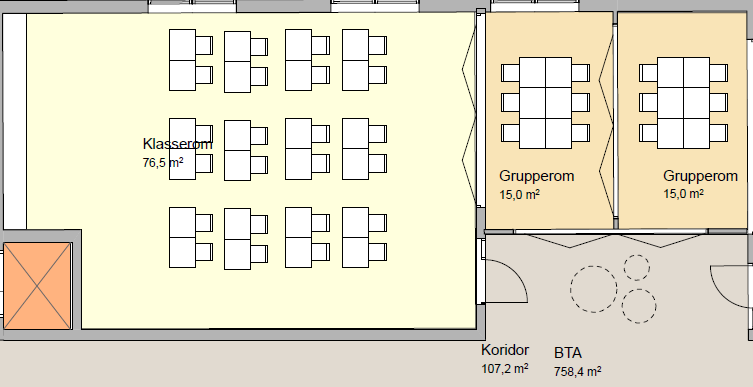 Klasserom
76,5 m²
Grupperom
15,0 m²
Grupperom
15,0 m²
Koridor
107,2 m²
BTA
758,4 m²